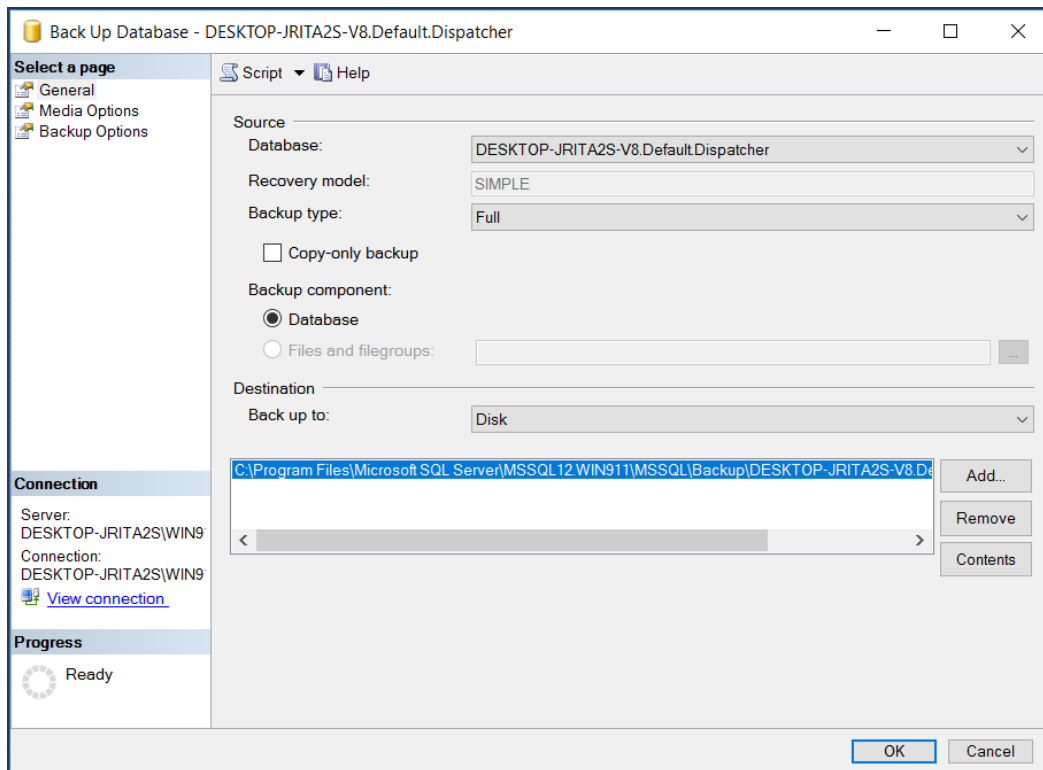 Back Up Database - DESKTOP-JRITA2S-V8.Default.Dispatcher
Select a page
General
Media Options
Backup Options
Script Help
Source
Database: DESKTOP-JRITA2S-V8.Default.Dispatcher
Recovery model: SIMPLE
Backup type: Full
Copy-only backup
Backup component:
Database
Files and filegroups: ...
Destination
Back up to: Disk
C:\Program Files\Microsoft SQL Server\MSSQL12.WIN911\MSSQL\Backup\DESKTOP-JRITA2S-V8.De
Add...
Remove
Contents
Connection
Server:
DESKTOP-JRITA2S\WIN9
Connection:
DESKTOP-JRITA2S\WIN9
View connection
Progress
Ready
OK Cancel